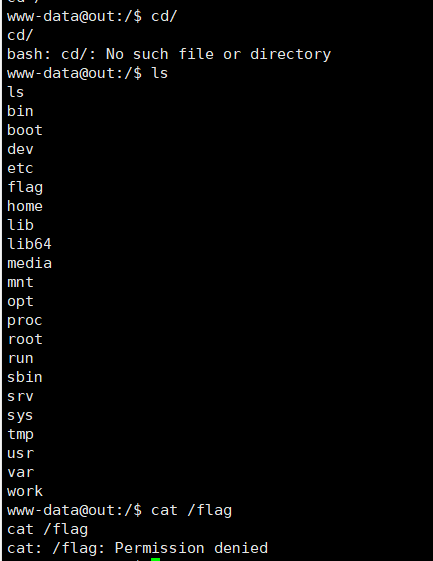 www-data@out:/$ cd/
cd/
bash: cd/: No such file or directory
www-data@out:/$ ls
ls
bin
boot
dev
etc
flag
home
lib
lib64
media
mnt
opt
proc
root
run
sbin
srv
sys
tmp
usr
var
work
www-data@out:/$ cat /flag
cat /flag
cat: /flag: Permission denied